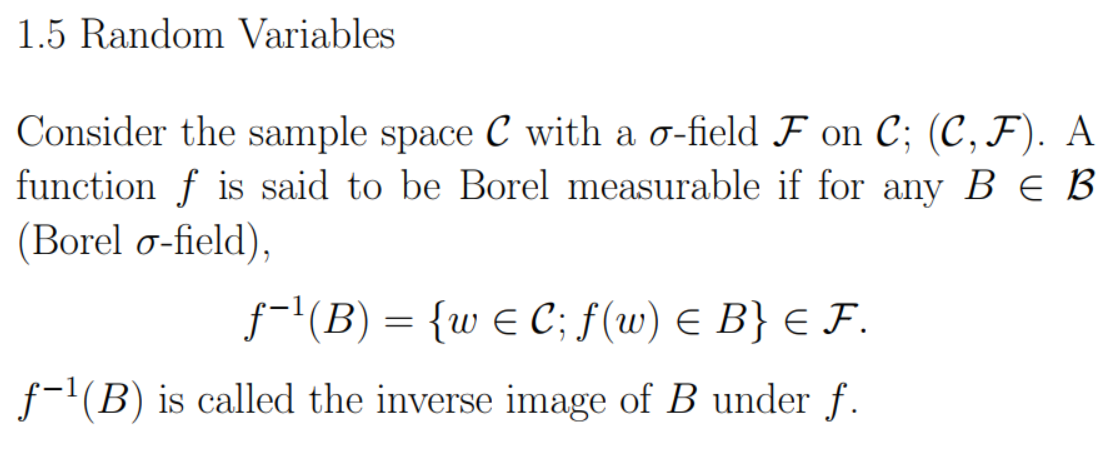 1.5 Random Variables
Consider the sample space 𝒞 with a σ-field ℱ on 𝒞; (𝒞, ℱ). A
function f is said to be Borel measurable if for any B ∈ ℬ
(Borel σ-field),
f⁻¹(B) = {w ∈ 𝒞; f(w) ∈ B} ∈ ℱ.
f⁻¹(B) is called the inverse image of B under f.